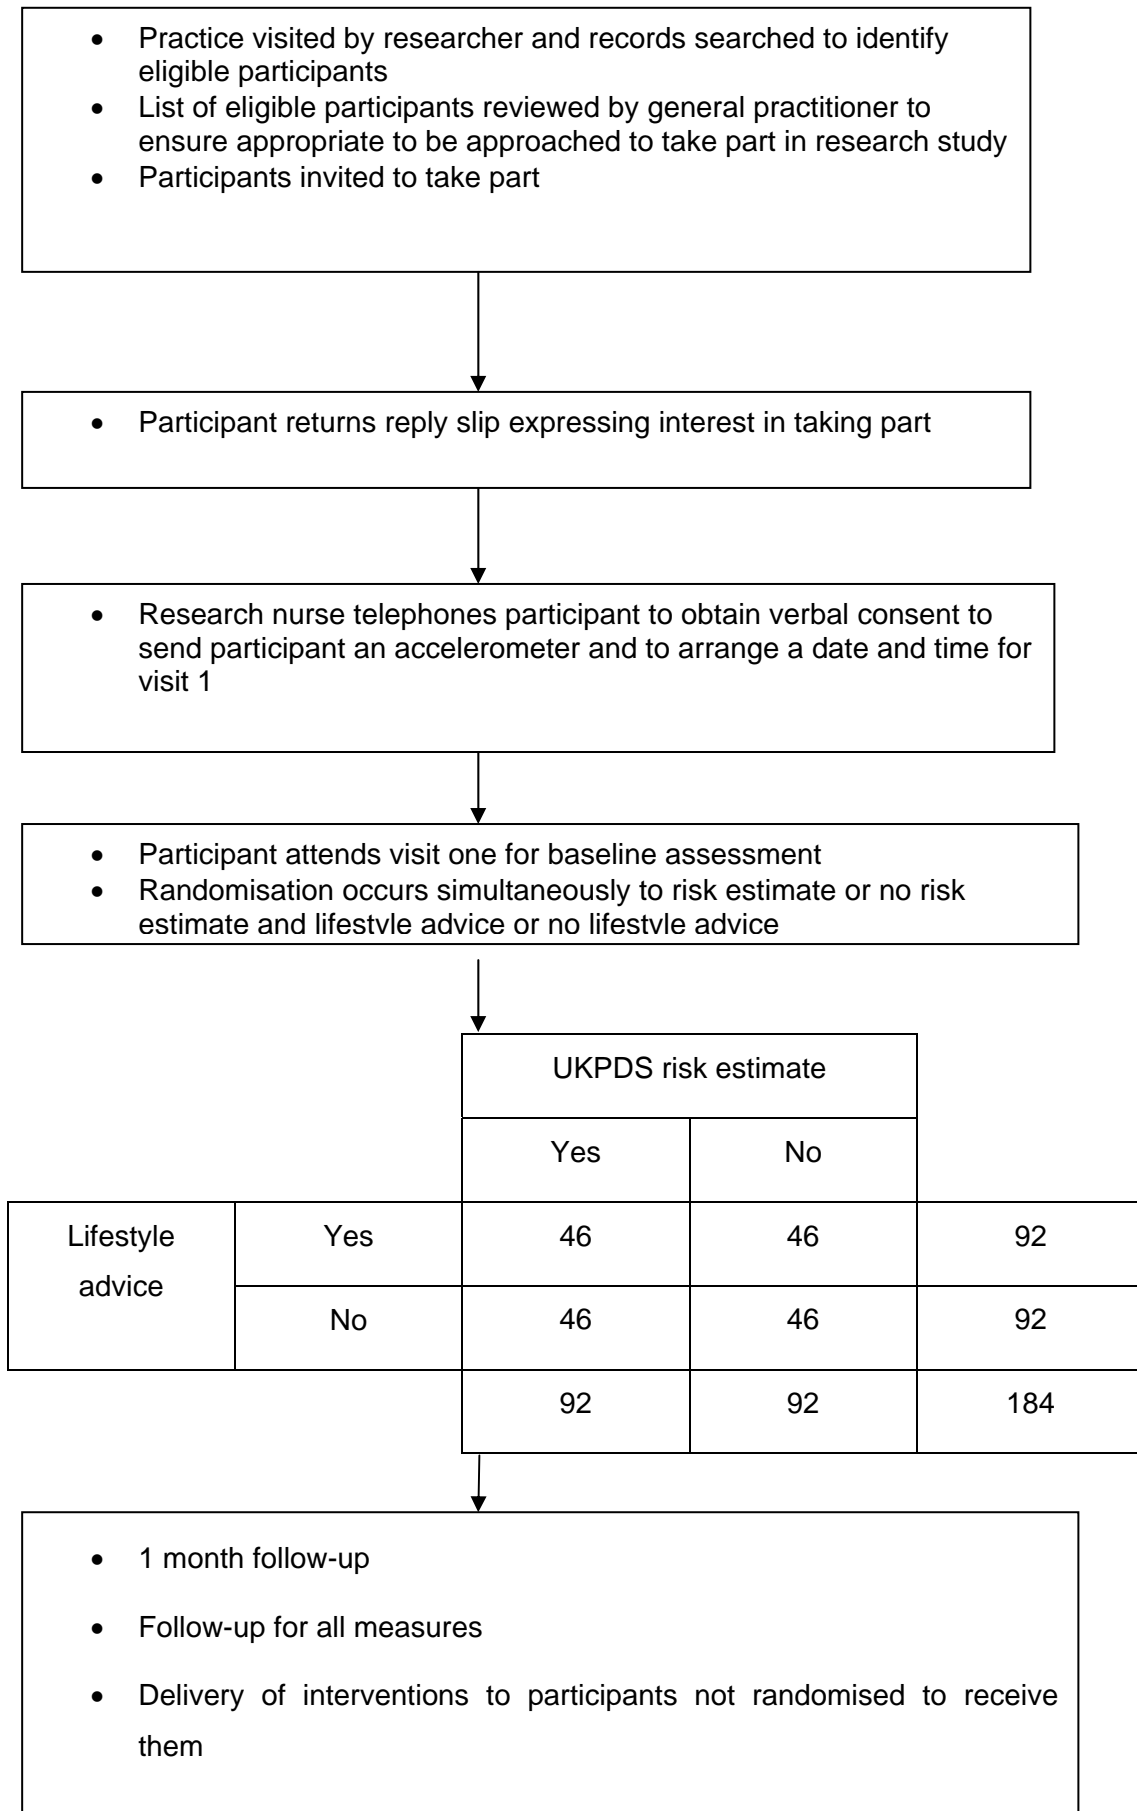 • Practice visited by researcher and records searched to identify
eligible participants
• List of eligible participants reviewed by general practitioner to
ensure appropriate to be approached to take part in research study
• Participants invited to take part
• Participant returns reply slip expressing interest in taking part
• Research nurse telephones participant to obtain verbal consent to
send participant an accelerometer and to arrange a date and time for
visit 1
• Participant attends visit one for baseline assessment
• Randomisation occurs simultaneously to risk estimate or no risk
estimate and lifestyle advice or no lifestyle advice
UKPDS risk estimate
Yes No
Lifestyle Yes 46 46 92
advice
No 46 46 92
92 92 184
• 1 month follow-up
• Follow-up for all measures
• Delivery of interventions to participants not randomised to receive
them